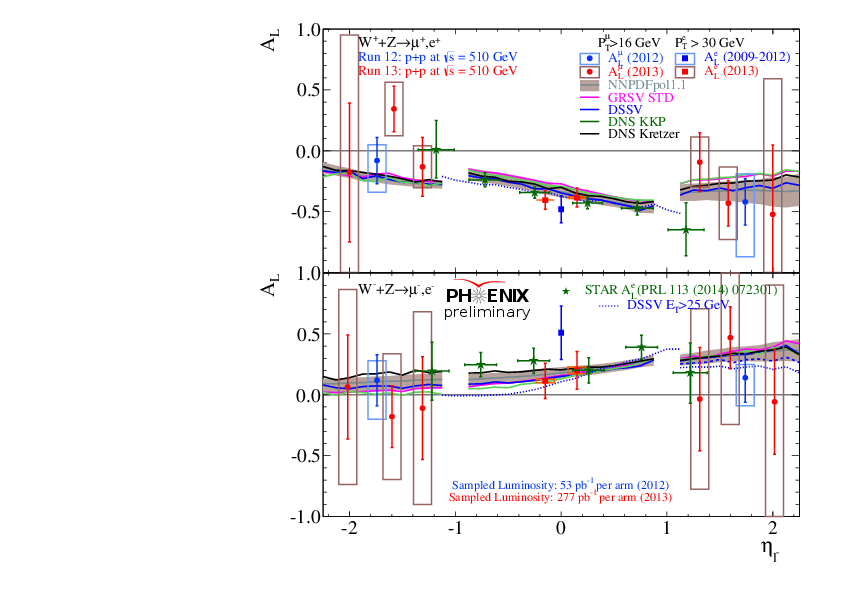 A_L
1.0
0.5
0.0
-0.5
W⁺+Z→μ⁺,e⁺
Run 12: p+p at √s = 510 GeV
Run 13: p+p at √s = 510 GeV
P_T^μ>16 GeV P_T^e > 30 GeV
A_L^μ (2012) A_L^e (2009-2012)
A_L^μ (2013) A_L^e (2013)
NNPDFpol1.1
GRSV STD
DSSV
DNS KKP
DNS Kretzer
A_L
1.0
0.5
0.0
-0.5
-1.0
W⁻+Z→μ⁻,e⁻
PHENIX
preliminary
STAR A_L^e (PRL 113 (2014) 072301)
DSSV E_T>25 GeV
Sampled Luminosity: 53 pb⁻¹ per arm (2012)
Sampled Luminosity: 277 pb⁻¹ per arm (2013)
-2 -1 0 1 2
η_l